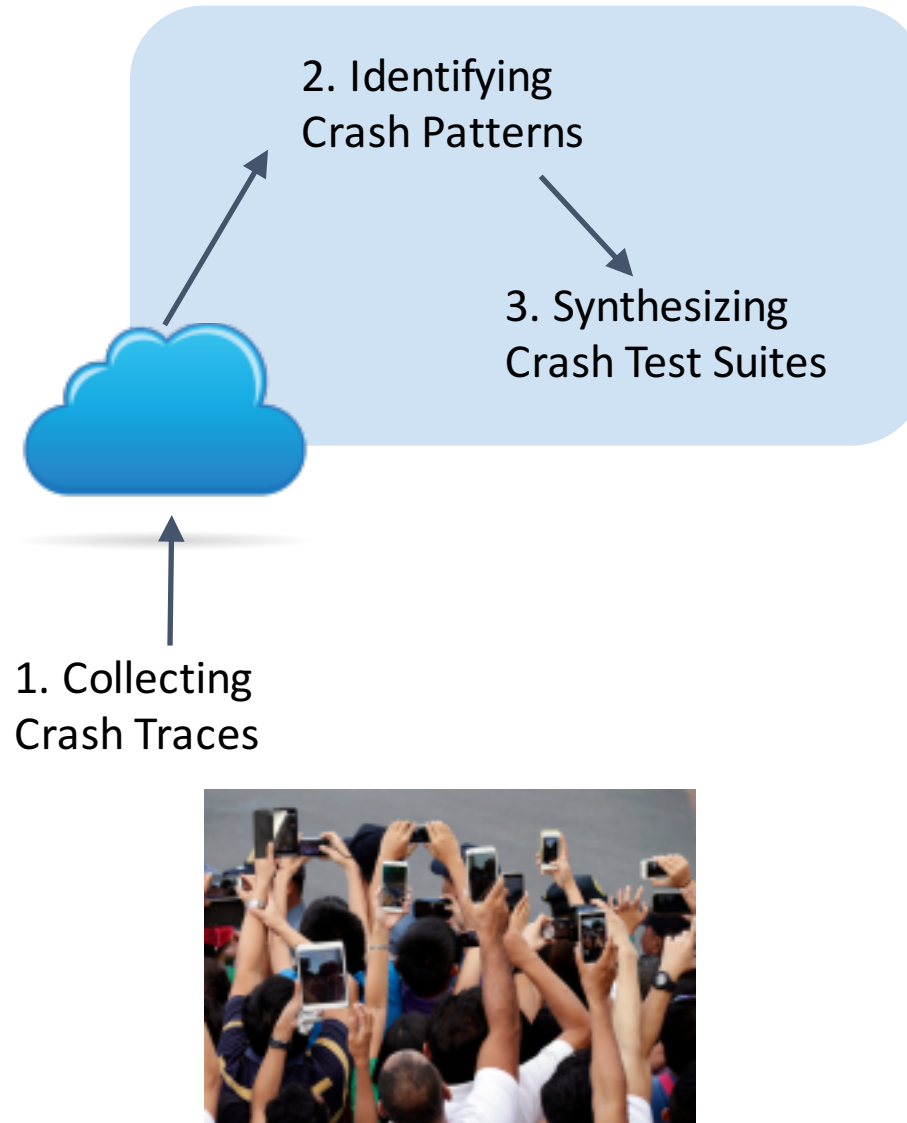 2. Identifying
Crash Patterns
3. Synthesizing
Crash Test Suites
1. Collecting
Crash Traces